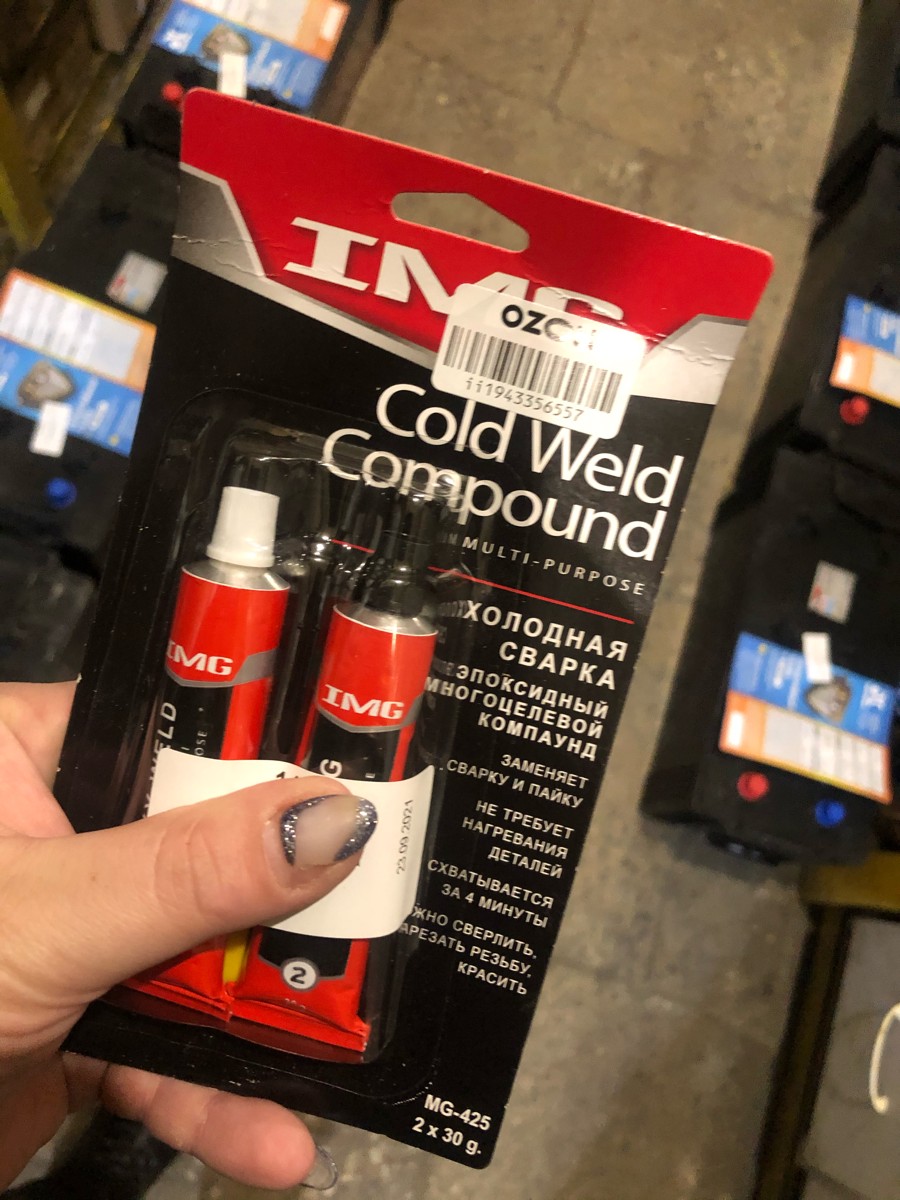 IMG
OZON
ii1943356557
Cold Weld
Compound
MULTI-PURPOSE
ХОЛОДНАЯ
СВАРКА
ЭПОКСИДНЫЙ
МНОГОЦЕЛЕВОЙ
КОМПАУНД
ЗАМЕНЯЕТ
СВАРКУ И ПАЙКУ
НЕ ТРЕБУЕТ
НАГРЕВАНИЯ
ДЕТАЛЕЙ
СХВАТЫВАЕТСЯ
ЗА 4 МИНУТЫ
СВЕРЛИТЬ,
РЕЗЬБУ,
КРАСИТЬ
IMG
IMG
23 09 2021
2
MG-425
2 x 30 g.